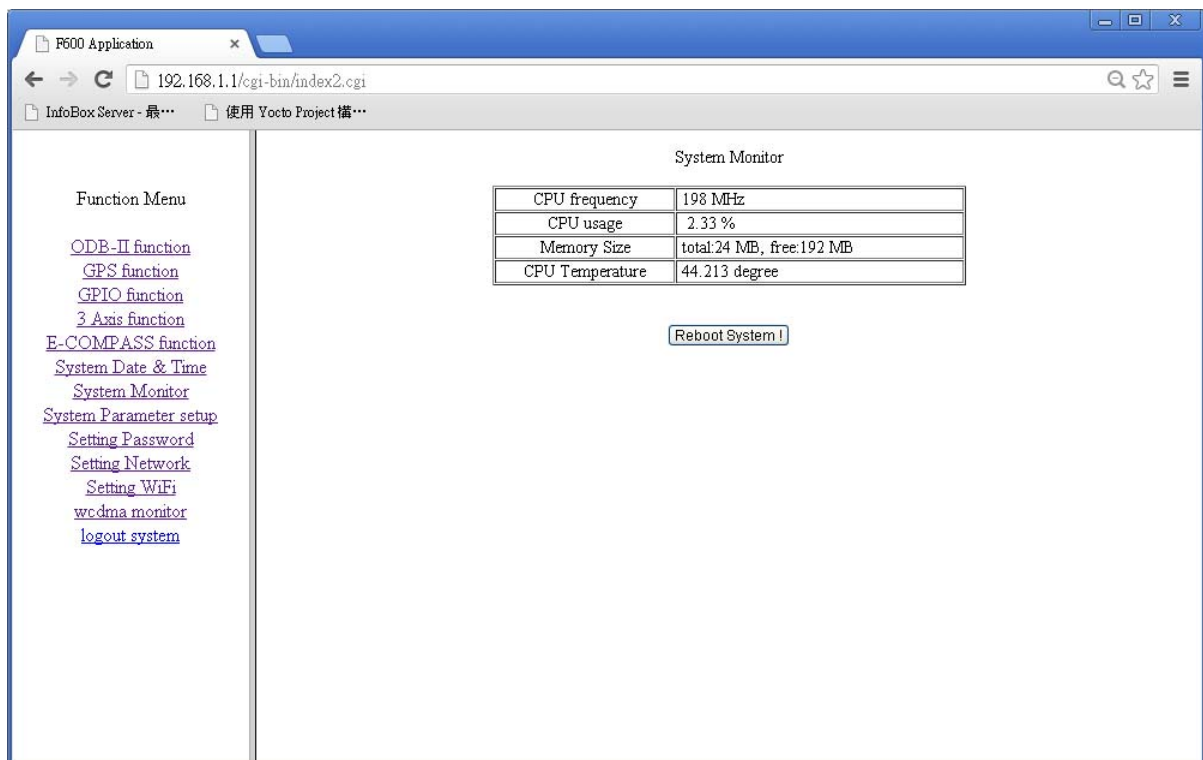 F600 Application
192.168.1.1/cgi-bin/index2.cgi
InfoBox Server - 最… 使用 Yocto Project 構…
Function Menu
ODB-II function
GPS function
GPIO function
3 Axis function
E-COMPASS function
System Date & Time
System Monitor
System Parameter setup
Setting Password
Setting Network
Setting WiFi
wcdma monitor
logout system
System Monitor
CPU frequency 198 MHz
CPU usage 2.33 %
Memory Size total:24 MB, free:192 MB
CPU Temperature 44.213 degree
Reboot System !